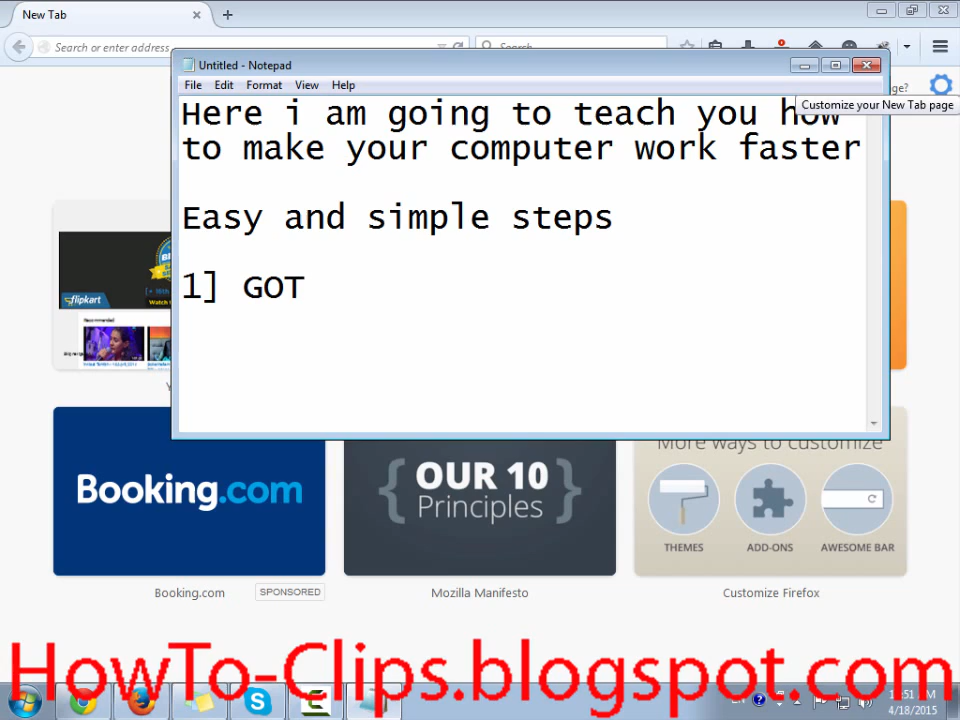 New Tab
Search or enter address
Search
Untitled - Notepad
File Edit Format View Help
ge?
Customize your New Tab page
Here i am going to teach you how
to make your computer work faster
Easy and simple steps
1] GOT
flipkart
Booking.com
{ OUR 10 Principles }
More ways to customize
THEMES ADD-ONS AWESOME BAR
Booking.com SPONSORED
Mozilla Manifesto
Customize Firefox
HowTo-Clips.blogspot.com
4/18/2015